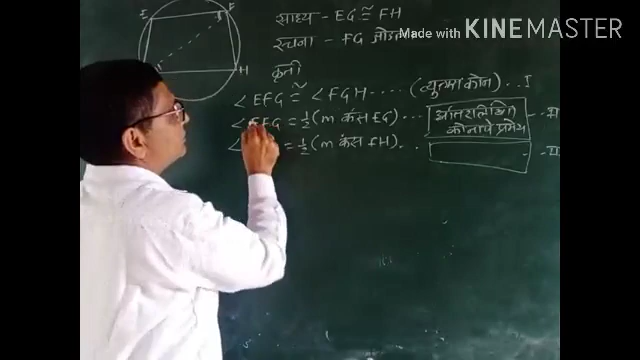 E F
साध्य - EG ≅ FH
रचना - FG जोडा
Made with KINEMASTER
G H
कृती
∠EFG ≅ ∠FGH .... (व्युत्क्रम कोन) .. I
∠EFG = ½ (m कंस EG) ... आंतरलिखित कोनाचे प्रमेय -- II
∠ = ½ (m कंस FH) ..